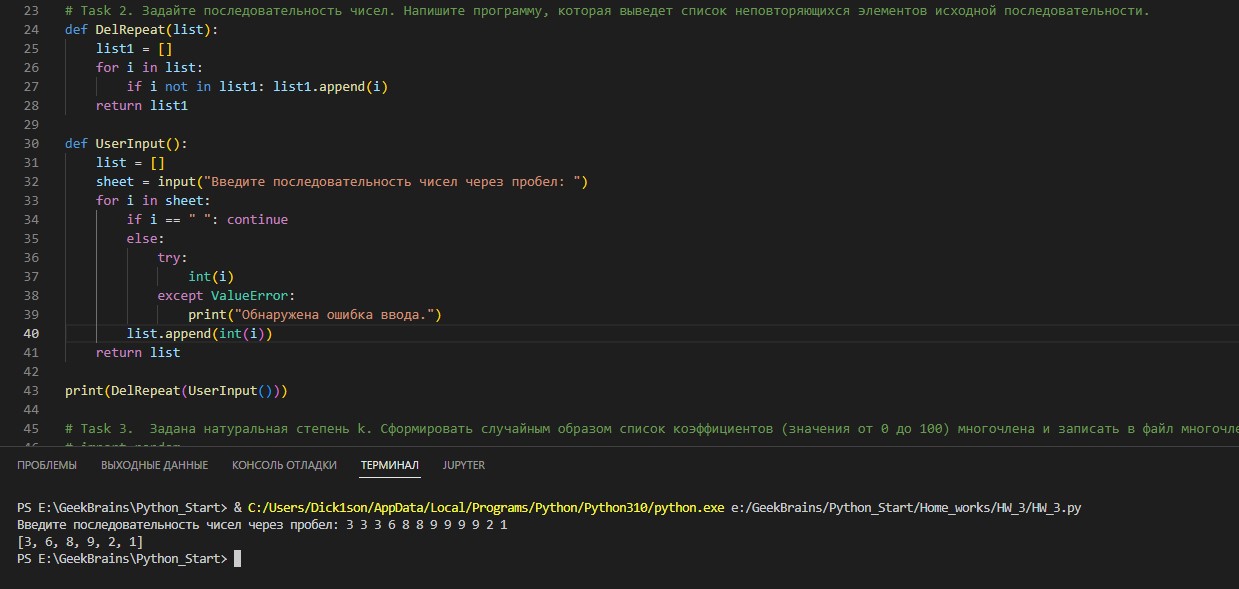 23 # Task 2. Задайте последовательность чисел. Напишите программу, которая выведет список неповторяющихся элементов исходной последовательности.
24 def DelRepeat(list):
25     list1 = []
26     for i in list:
27         if i not in list1: list1.append(i)
28     return list1
29
30 def UserInput():
31     list = []
32     sheet = input("Введите последовательность чисел через пробел: ")
33     for i in sheet:
34         if i == " ": continue
35         else:
36             try:
37                 int(i)
38             except ValueError:
39                 print("Обнаружена ошибка ввода.")
40         list.append(int(i))
41     return list
42
43 print(DelRepeat(UserInput()))
44
45 # Task 3.  Задана натуральная степень k. Сформировать случайным образом список коэффициентов (значения от 0 до 100) многочлена и записать в файл многочле
ПРОБЛЕМЫ ВЫХОДНЫЕ ДАННЫЕ КОНСОЛЬ ОТЛАДКИ ТЕРМИНАЛ JUPYTER
PS E:\GeekBrains\Python_Start> & C:/Users/Dick1son/AppData/Local/Programs/Python/Python310/python.exe e:/GeekBrains/Python_Start/Home_works/HW_3/HW_3.py
Введите последовательность чисел через пробел: 3 3 3 6 8 8 9 9 9 9 2 1
[3, 6, 8, 9, 2, 1]
PS E:\GeekBrains\Python_Start>